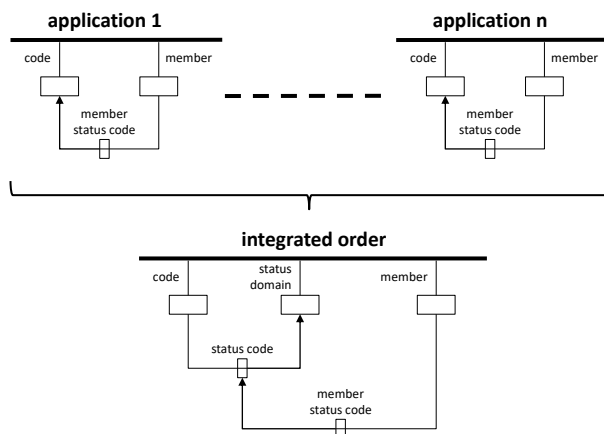 application 1
application n
code
member
code
member
member
status code
member
status code
integrated order
code
status
domain
member
status code
member
status code